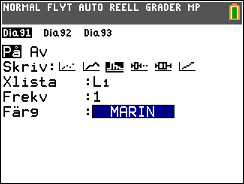 NORMAL FLYT AUTO REELL GRADER MP
Dia91 Dia92 Dia93
På Av
Skriv:
Xlista :L1
Frekv :1
Färg : MARIN